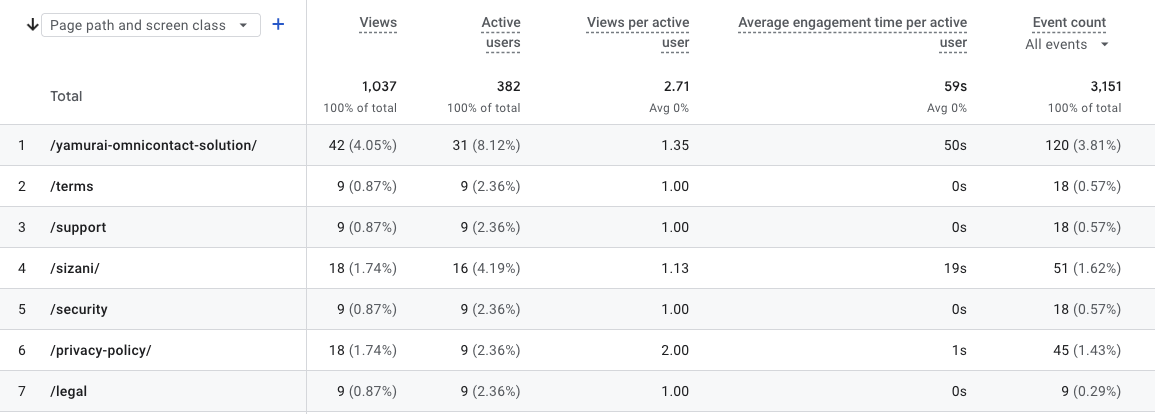 Page path and screen class Views Active users Views per active user Average engagement time per active user Event count
All events
Total 1,037 382 2.71 59s 3,151
100% of total 100% of total Avg 0% Avg 0% 100% of total
1 /yamurai-omnicontact-solution/ 42 (4.05%) 31 (8.12%) 1.35 50s 120 (3.81%)
2 /terms 9 (0.87%) 9 (2.36%) 1.00 0s 18 (0.57%)
3 /support 9 (0.87%) 9 (2.36%) 1.00 0s 18 (0.57%)
4 /sizani/ 18 (1.74%) 16 (4.19%) 1.13 19s 51 (1.62%)
5 /security 9 (0.87%) 9 (2.36%) 1.00 0s 18 (0.57%)
6 /privacy-policy/ 18 (1.74%) 9 (2.36%) 2.00 1s 45 (1.43%)
7 /legal 9 (0.87%) 9 (2.36%) 1.00 0s 9 (0.29%)